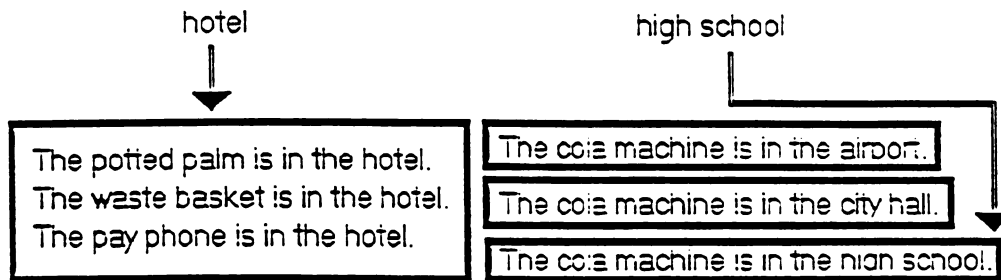 hotel
The potted palm is in the hotel.
The waste basket is in the hotel.
The pay phone is in the hotel.
high school
The cola machine is in the airport.
The cola machine is in the city hall.
The cola machine is in the high school.